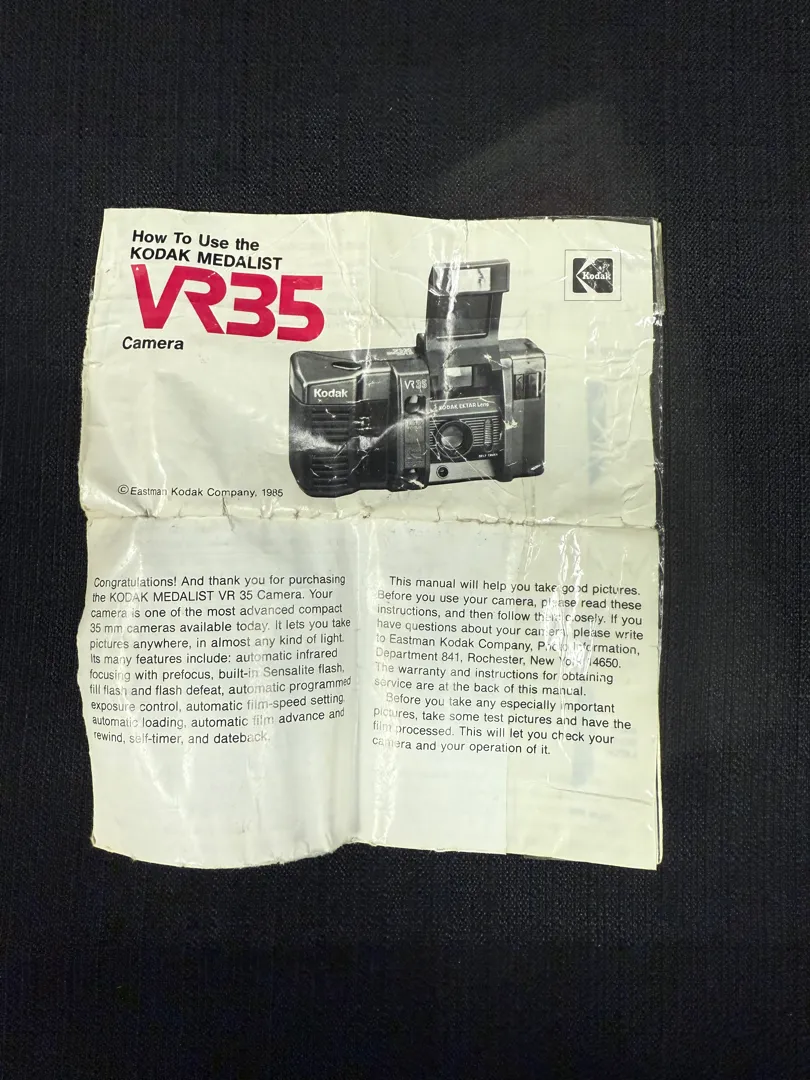 How To Use the
KODAK MEDALIST
VR35
Camera
Kodak
Kodak
VR 35
KODAK EKTAR Lens
SELF TIMER
©Eastman Kodak Company, 1985
Congratulations! And thank you for purchasing
the KODAK MEDALIST VR 35 Camera. Your
camera is one of the most advanced compact
35 mm cameras available today. It lets you take
pictures anywhere, in almost any kind of light.
Its many features include: automatic infrared
focusing with prefocus, built-in Sensalite flash,
fill flash and flash defeat, automatic programmed
exposure control, automatic film-speed setting,
automatic loading, automatic film advance and
rewind, self-timer, and dateback.
This manual will help you take good pictures.
Before you use your camera, please read these
instructions, and then follow them closely. If you
have questions about your camera, please write
to Eastman Kodak Company, Photo Information,
Department 841, Rochester, New York 14650.
The warranty and instructions for obtaining
service are at the back of this manual.
Before you take any especially important
pictures, take some test pictures and have the
film processed. This will let you check your
camera and your operation of it.